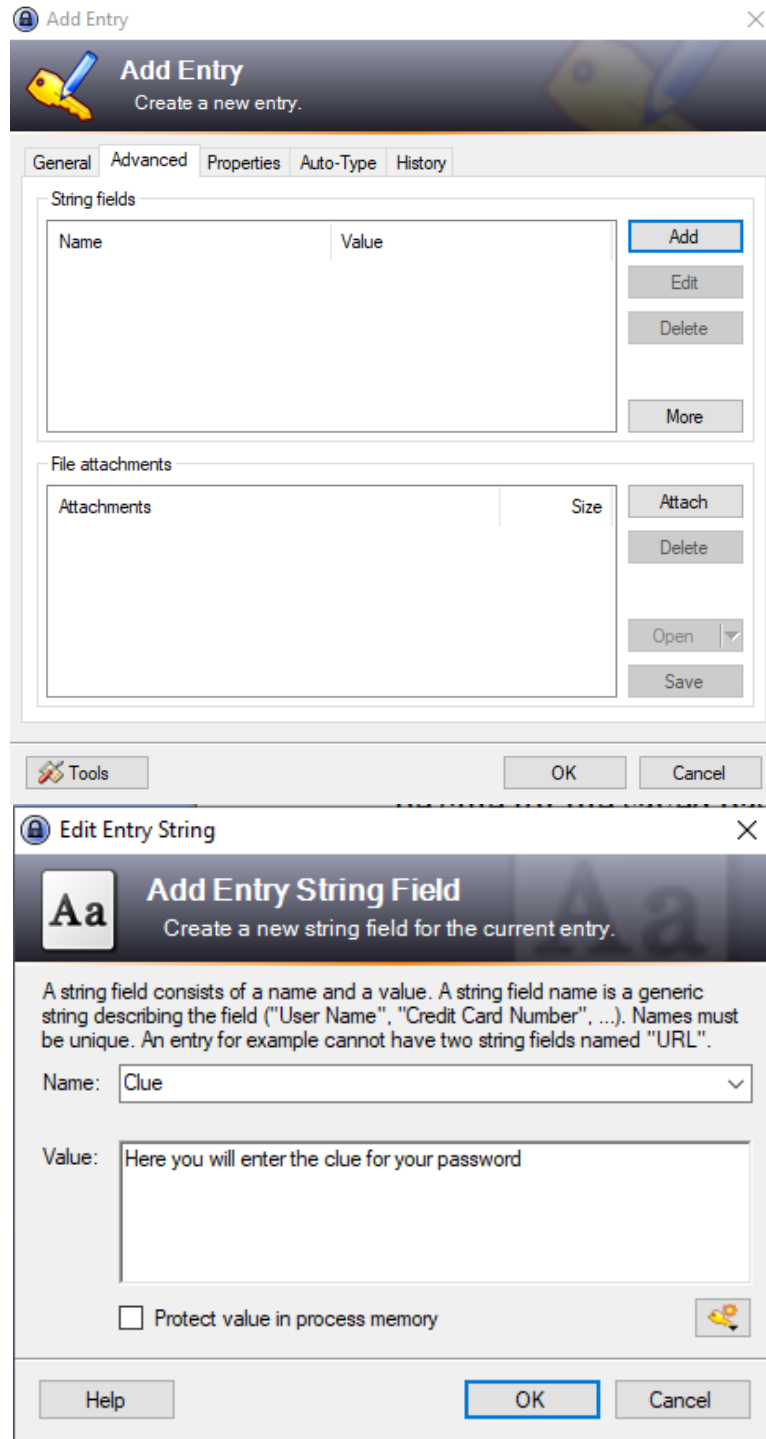 Add Entry
Add Entry
Create a new entry.
General Advanced Properties Auto-Type History
String fields
Name Value
Add
Edit
Delete
More
File attachments
Attachments Size
Attach
Delete
Open
Save
Tools OK Cancel
Edit Entry String
Aa Add Entry String Field
Create a new string field for the current entry.
A string field consists of a name and a value. A string field name is a generic
string describing the field ("User Name", "Credit Card Number", ...). Names must
be unique. An entry for example cannot have two string fields named "URL".
Name: Clue
Value: Here you will enter the clue for your password
Protect value in process memory
Help OK Cancel